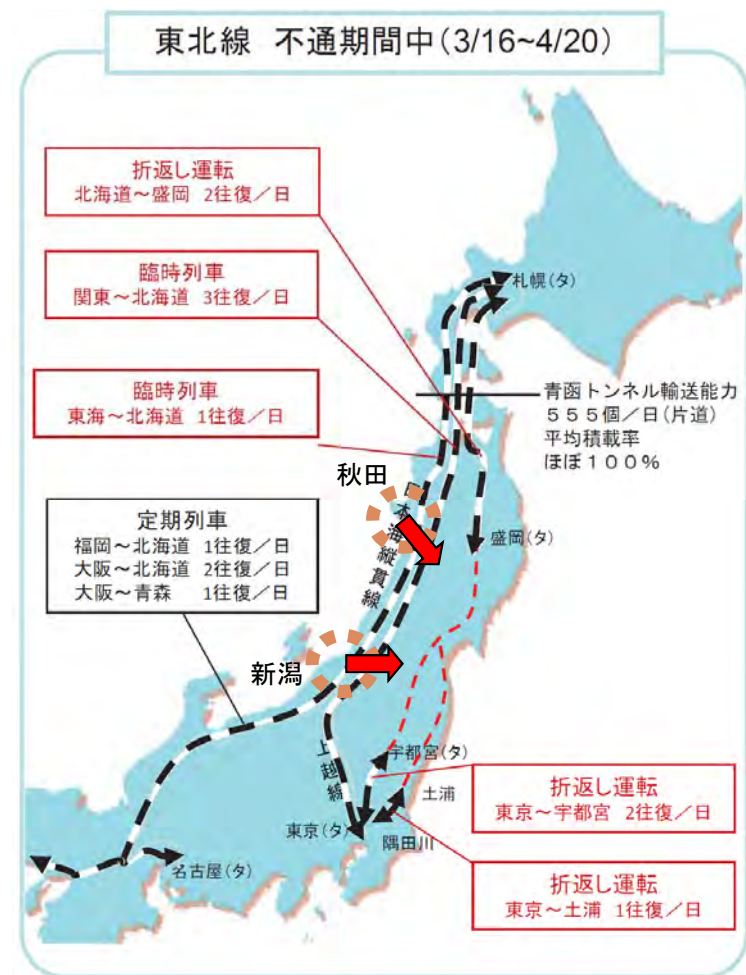 東北線 不通期間中(3/16~4/20)
折返し運転
北海道～盛岡 2往復／日
臨時列車
関東～北海道 3往復／日
臨時列車
東海～北海道 1往復／日
定期列車
福岡～北海道 1往復／日
大阪～北海道 2往復／日
大阪～青森 1往復／日
札幌(タ)
青函トンネル輸送能力
５５５個／日(片道)
平均積載率
ほぼ１００％
秋田
日本海縦貫線
盛岡(タ)
新潟
上越線
宇都宮(タ)
土浦
東京(タ)
隅田川
名古屋(タ)
折返し運転
東京～宇都宮 2往復／日
折返し運転
東京～土浦 1往復／日